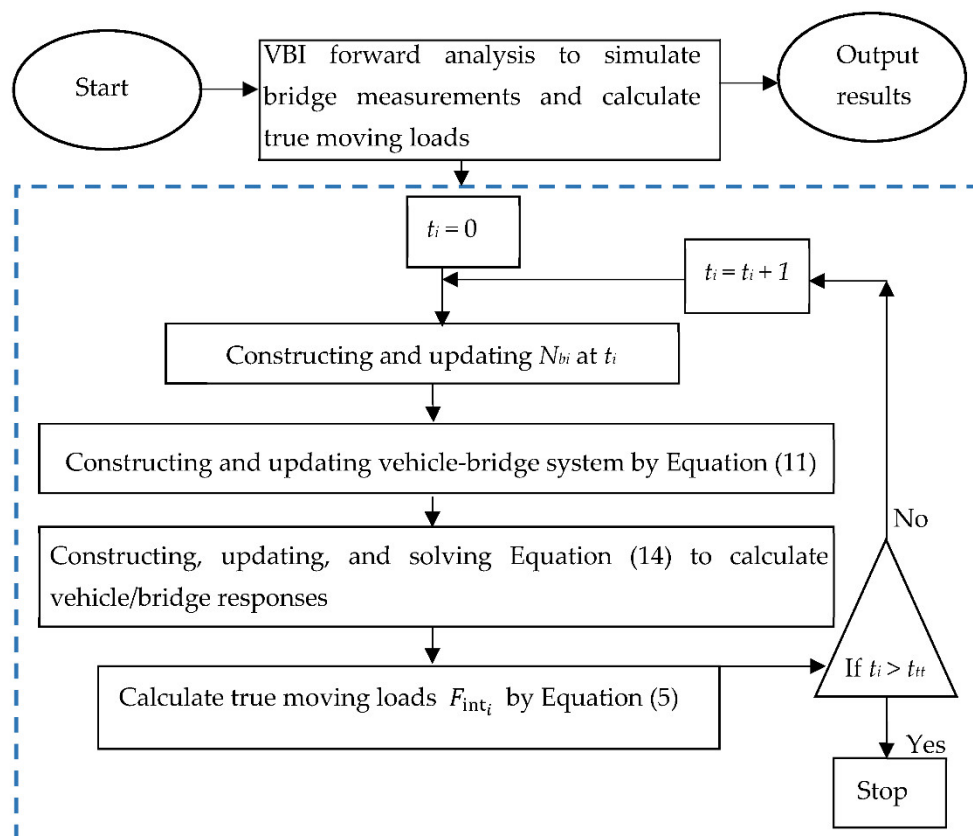 Start
VBI forward analysis to simulate
bridge measurements and calculate
true moving loads
Output
results
tᵢ = 0
tᵢ = tᵢ + 1
Constructing and updating N_bi at tᵢ
Constructing and updating vehicle-bridge system by Equation (11)
Constructing, updating, and solving Equation (14) to calculate
vehicle/bridge responses
Calculate true moving loads F_intᵢ by Equation (5)
No
If tᵢ > t_tt
Yes
Stop